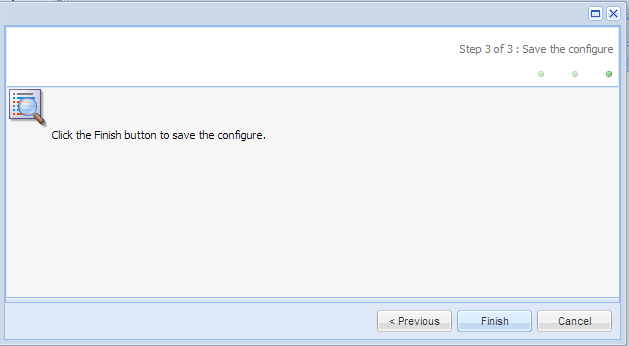 Step 3 of 3 : Save the configure
Click the Finish button to save the configure.
< Previous
Finish
Cancel